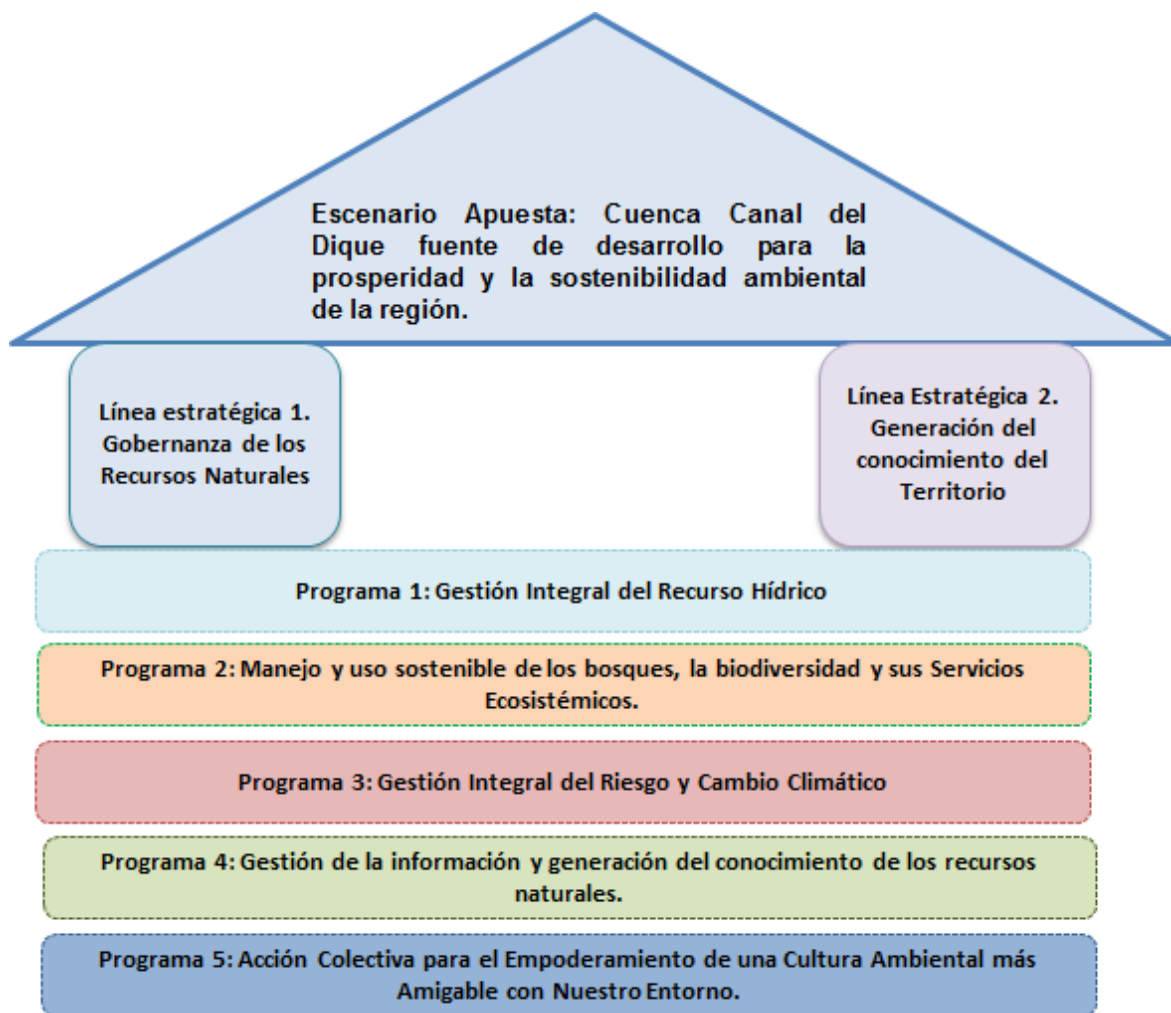 Escenario Apuesta: Cuenca Canal del
Dique fuente de desarrollo para la
prosperidad y la sostenibilidad ambiental
de la región.
Línea estratégica 1.
Gobernanza de los
Recursos Naturales
Línea Estratégica 2.
Generación del
conocimiento del
Territorio
Programa 1: Gestión Integral del Recurso Hídrico
Programa 2: Manejo y uso sostenible de los bosques, la biodiversidad y sus Servicios
Ecosistémicos.
Programa 3: Gestión Integral del Riesgo y Cambio Climático
Programa 4: Gestión de la información y generación del conocimiento de los recursos
naturales.
Programa 5: Acción Colectiva para el Empoderamiento de una Cultura Ambiental más
Amigable con Nuestro Entorno.